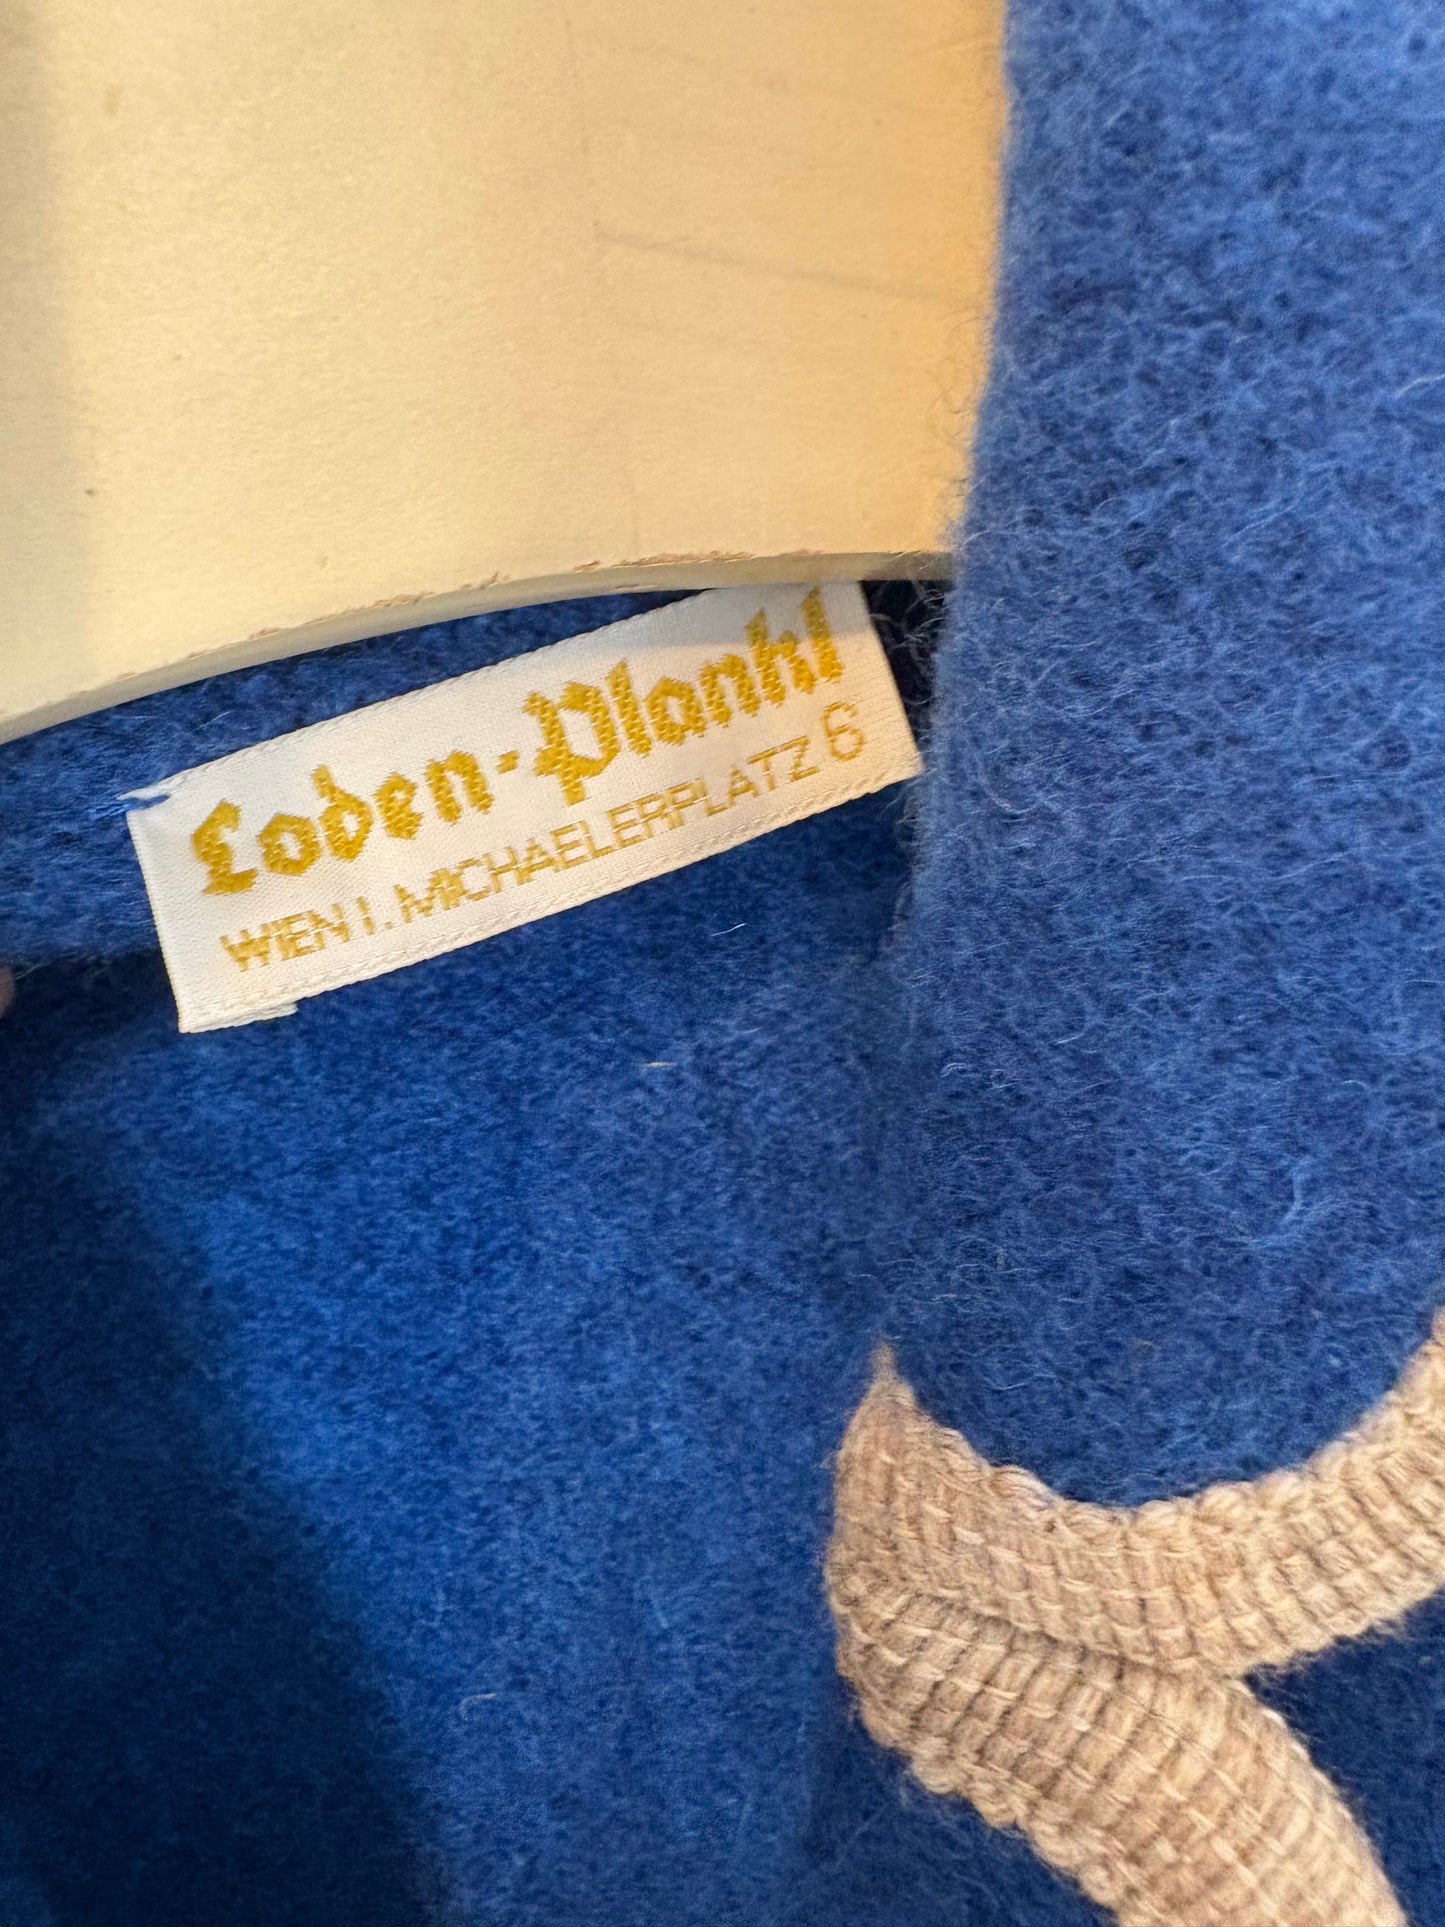 Loden-Plankl
WIEN I. MICHAELERPLATZ 6